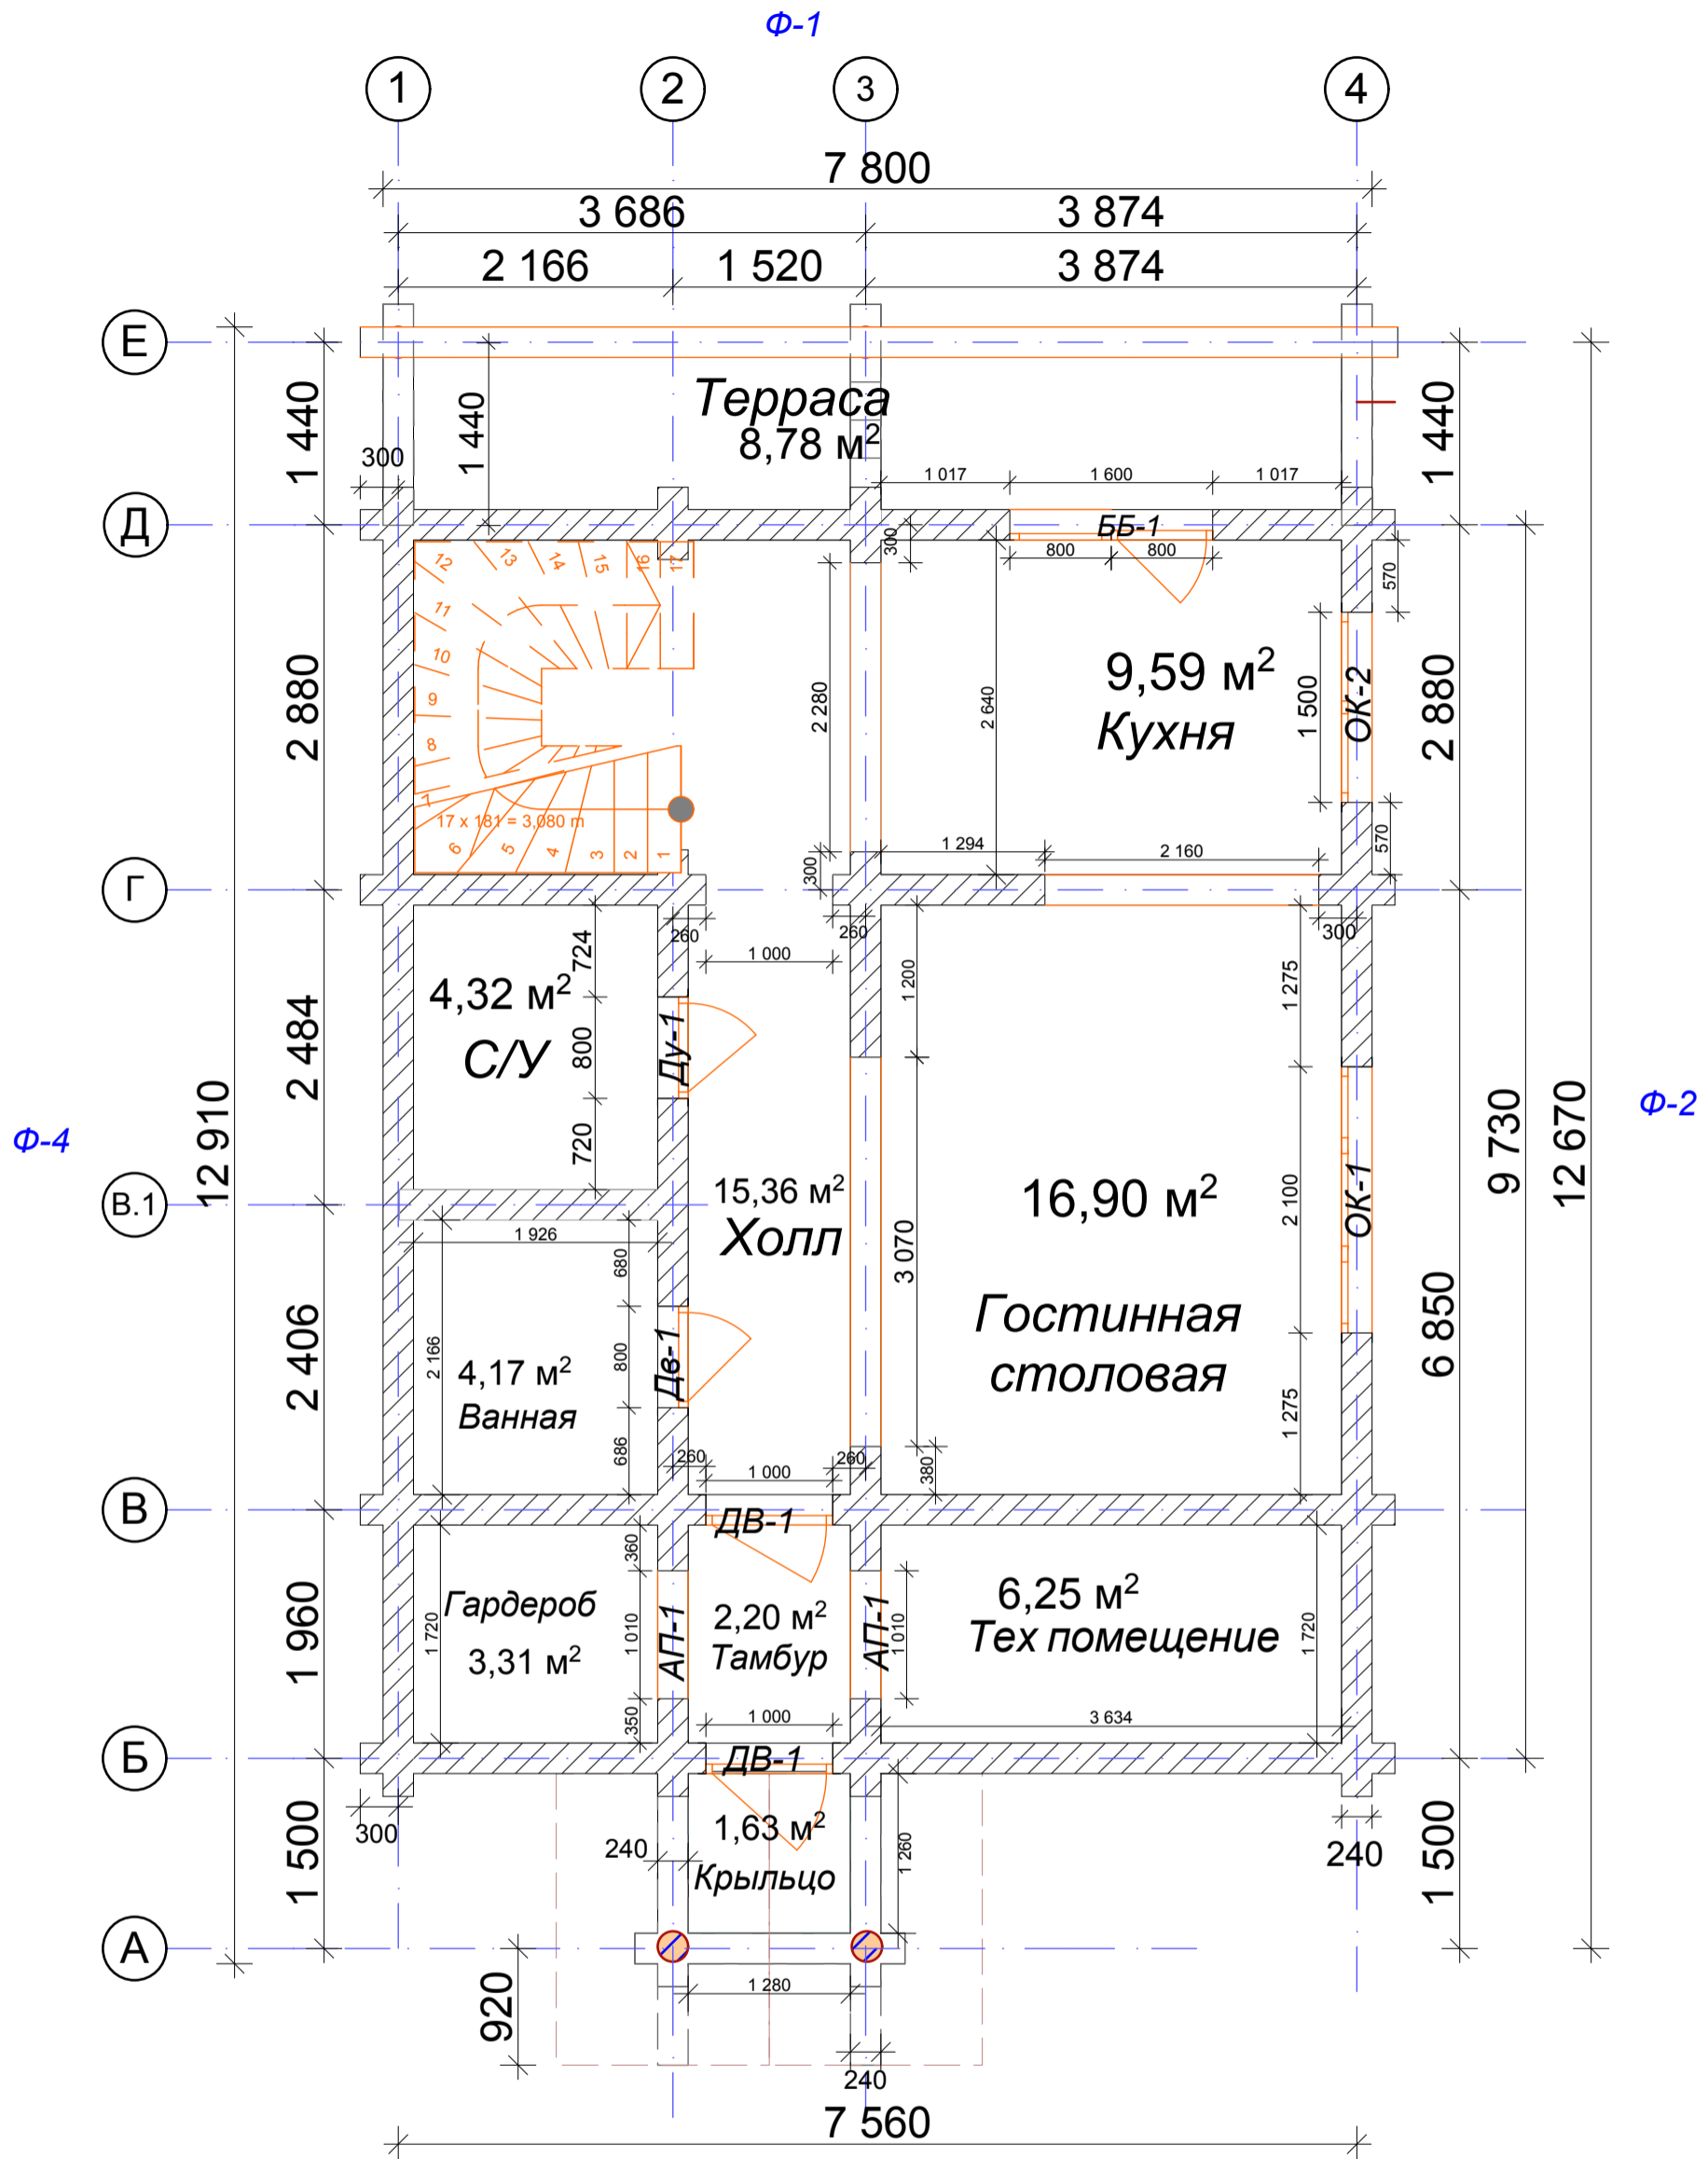 Ф-1
1
2
3
4
7 800
3 686
3 874
2 166
1 520
3 874
Е
Терраса
8,78 м²
1 440
1 440
1 440
300
1 017
1 600
1 017
Д
ББ-1
300
800
800
570
12
13
14
15
16
17
11
10
9
8
7
17 x 181 = 3,080 m
6
5
4
3
2
1
2 880
2 280
2 640
9,59 м²
Кухня
1 500
ОК-2
2 880
570
1 294
2 160
300
Г
260
260
300
1 000
724
4,32 м²
С/У
800
Ду-1
720
2 484
1 200
1 275
12 910
Ф-4
Ф-2
9 730
12 670
В.1
15,36 м²
Холл
16,90 м²
2 100
ОК-1
1 926
680
3 070
Гостинная
столовая
6 850
2 406
2 166
800
Дв-1
4,17 м²
Ванная
686
1 275
260
260
1 000
380
В
ДВ-1
360
Гардероб
3,31 м²
1 960
1 720
1 010
АП-1
2,20 м²
Тамбур
АП-1
1 010
6,25 м²
Тех помещение
1 720
350
1 000
3 634
Б
ДВ-1
300
240
1,63 м²
Крыльцо
1 260
240
1 500
1 500
А
920
1 280
240
7 560